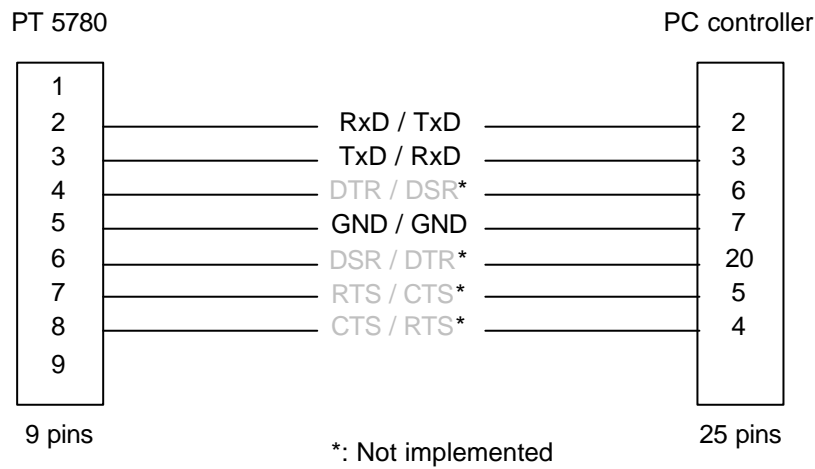 PT 5780 PC controller
1
2 RxD / TxD 2
3 TxD / RxD 3
4 DTR / DSR* 6
5 GND / GND 7
6 DSR / DTR* 20
7 RTS / CTS* 5
8 CTS / RTS* 4
9
9 pins 25 pins
*: Not implemented